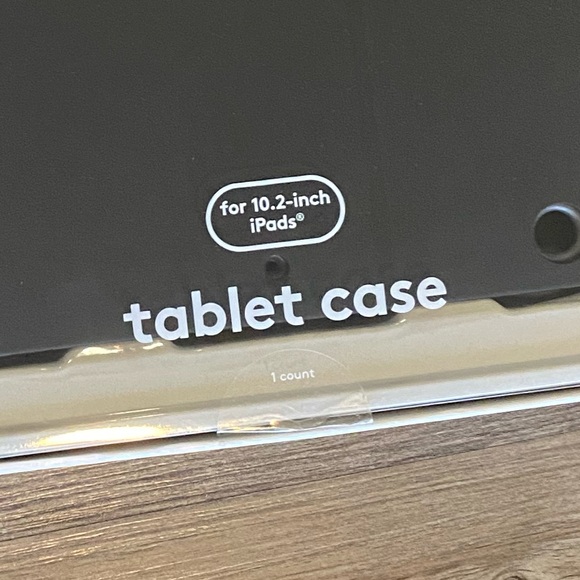 for 10.2-inch
iPads®
tablet case
1 count